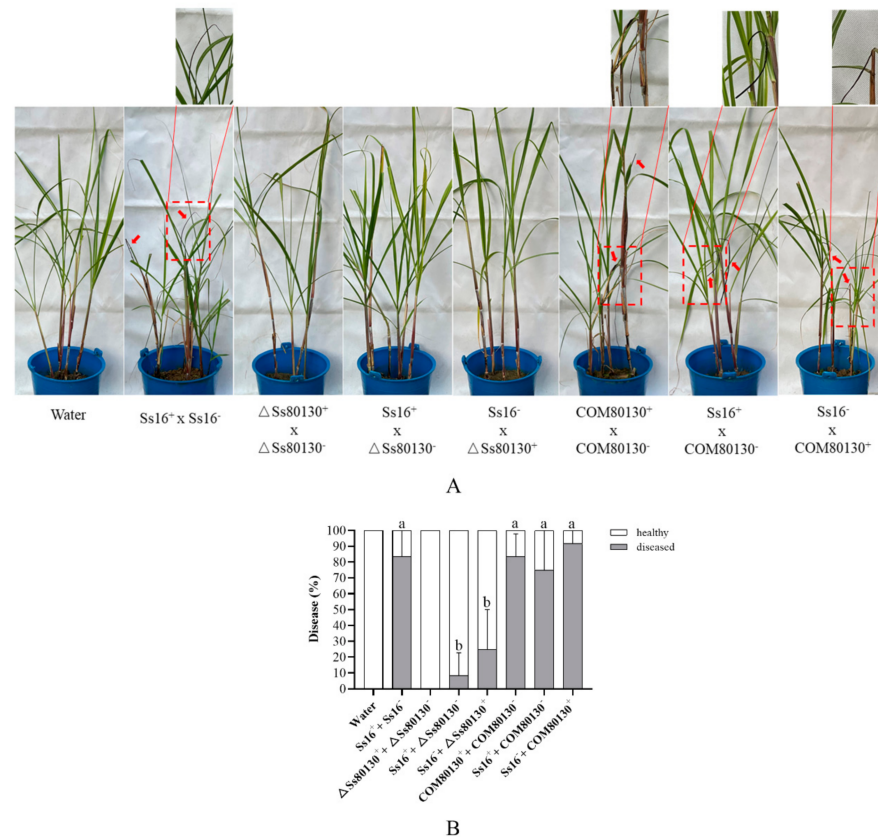 Water
Ss16⁺ x Ss16⁻
△Ss80130⁺
x
△Ss80130⁻
Ss16⁺
x
△Ss80130⁻
Ss16⁻
x
△Ss80130⁺
COM80130⁺
x
COM80130⁻
Ss16⁺
x
COM80130⁻
Ss16⁻
x
COM80130⁺
A
Disease (%)
100
90
80
70
60
50
40
30
20
10
0
a
b
b
a
a
a
healthy
diseased
Water
Ss16⁺+ Ss16⁻
△Ss80130⁺+ △Ss80130⁻
Ss16⁺+ △Ss80130⁻
Ss16⁻+ △Ss80130⁺
COM80130⁺+ COM80130⁻
Ss16⁺+ COM80130⁻
Ss16⁻+ COM80130⁺
B